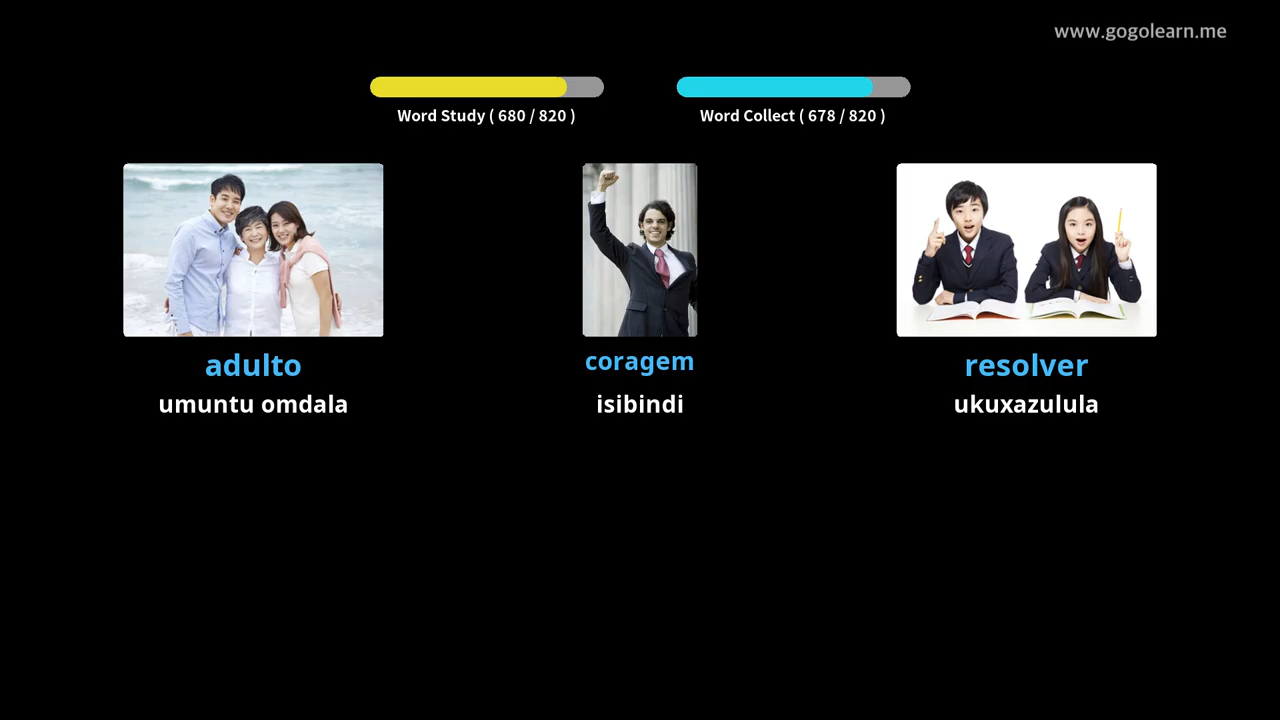 www.gogolearn.me
Word Study ( 680 / 820 )
Word Collect ( 678 / 820 )
adulto
umuntu omdala
coragem
isibindi
resolver
ukuxazulula